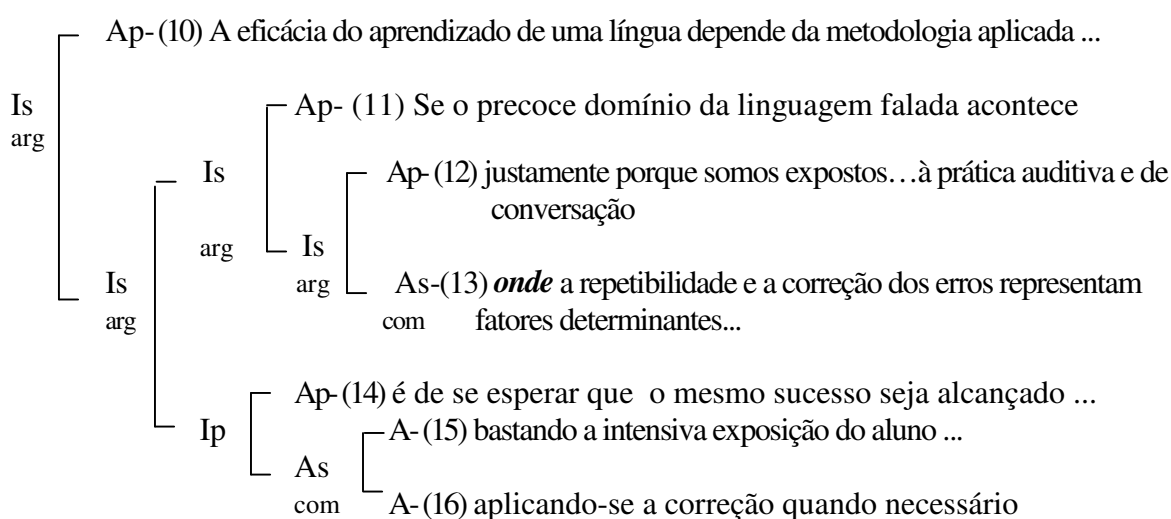 Ap- (10) A eficácia do aprendizado de uma língua depende da metodologia aplicada ...
Is
arg
Ap- (11) Se o precoce domínio da linguagem falada acontece
Is
arg
Ap- (12) justamente porque somos expostos…à prática auditiva e de
conversação
Is
arg
As-(13) onde a repetibilidade e a correção dos erros representam
com fatores determinantes...
Is
arg
Ap- (14) é de se esperar que o mesmo sucesso seja alcançado ...
Ip
A- (15) bastando a intensiva exposição do aluno ...
As
com
A- (16) aplicando-se a correção quando necessário